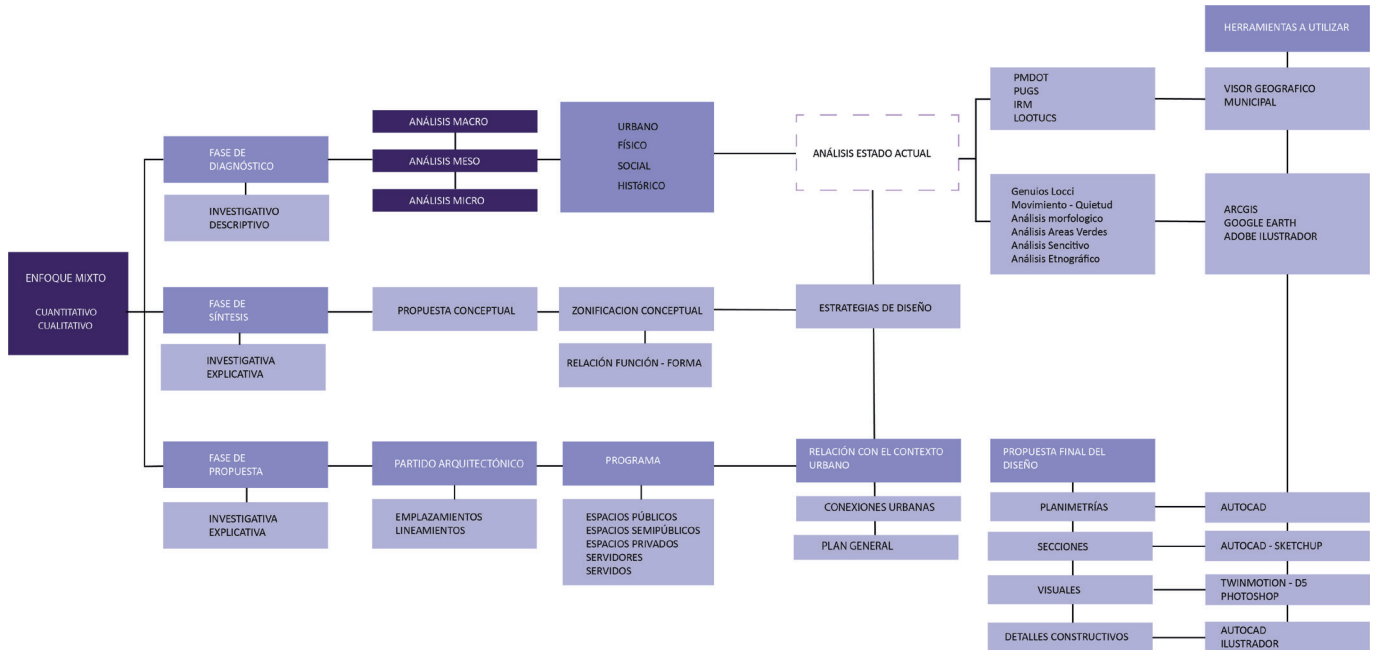 HERRAMIENTAS A UTILIZAR
PMDOT
PUGS
IRM
LOOTUCS
VISOR GEOGRAFICO
MUNICIPAL
ANÁLISIS MACRO
ANÁLISIS MESO
ANÁLISIS MICRO
URBANO
FÍSICO
SOCIAL
HISTóRICO
FASE DE
DIAGNÓSTICO
INVESTIGATIVO
DESCRIPTIVO
ANÁLISIS ESTADO ACTUAL
Genuios Locci
Movimiento - Quietud
Análisis morfologico
Análisis Areas Verdes
Análisis Sencitivo
Análisis Etnográfico
ARCGIS
GOOGLE EARTH
ADOBE ILUSTRADOR
ENFOQUE MIXTO
CUANTITATIVO
CUALITATIVO
FASE DE
SÍNTESIS
INVESTIGATIVA
EXPLICATIVA
PROPUESTA CONCEPTUAL
ZONIFICACION CONCEPTUAL
RELACIÓN FUNCIÓN - FORMA
ESTRATEGIAS DE DISEÑO
FASE DE
PROPUESTA
INVESTIGATIVA
EXPLICATIVA
PARTIDO ARQUITECTÓNICO
EMPLAZAMIENTOS
LINEAMIENTOS
PROGRAMA
ESPACIOS PÚBLICOS
ESPACIOS SEMIPÚBLICOS
ESPACIOS PRIVADOS
SERVIDORES
SERVIDOS
RELACIÓN CON EL CONTEXTO
URBANO
CONEXIONES URBANAS
PLAN GENERAL
PROPUESTA FINAL DEL
DISEÑO
PLANIMETRÍAS
AUTOCAD
SECCIONES
AUTOCAD - SKETCHUP
VISUALES
TWINMOTION - D5
PHOTOSHOP
DETALLES CONSTRUCTIVOS
AUTOCAD
ILUSTRADOR